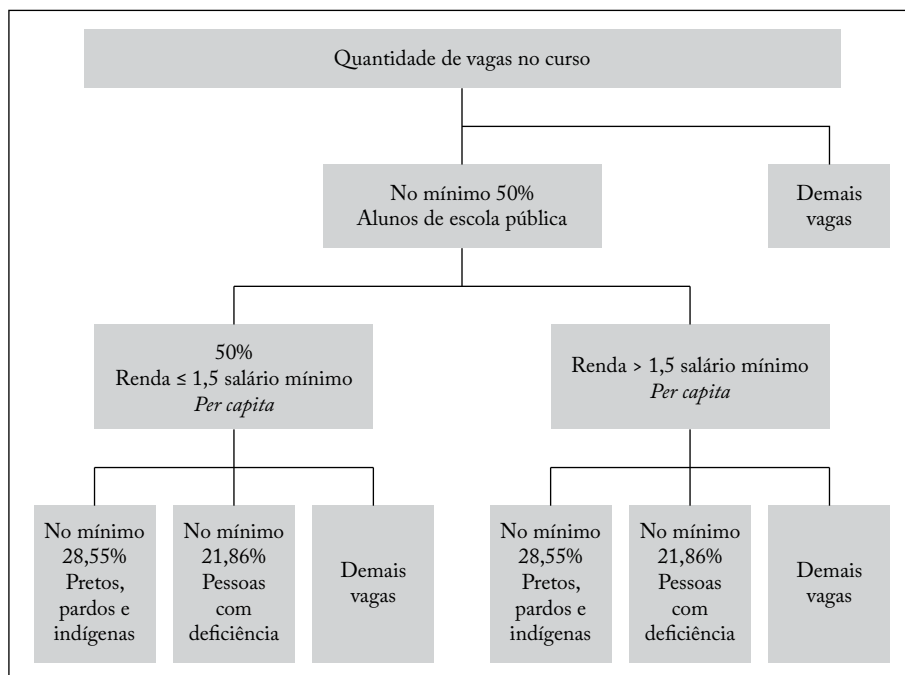 Quantidade de vagas no curso
No mínimo 50%
Alunos de escola pública
Demais
vagas
50%
Renda ≤ 1,5 salário mínimo
Per capita
Renda > 1,5 salário mínimo
Per capita
No mínimo
28,55%
Pretos,
pardos e
indígenas
No mínimo
21,86%
Pessoas
com
deficiência
Demais
vagas
No mínimo
28,55%
Pretos,
pardos e
indígenas
No mínimo
21,86%
Pessoas
com
deficiência
Demais
vagas